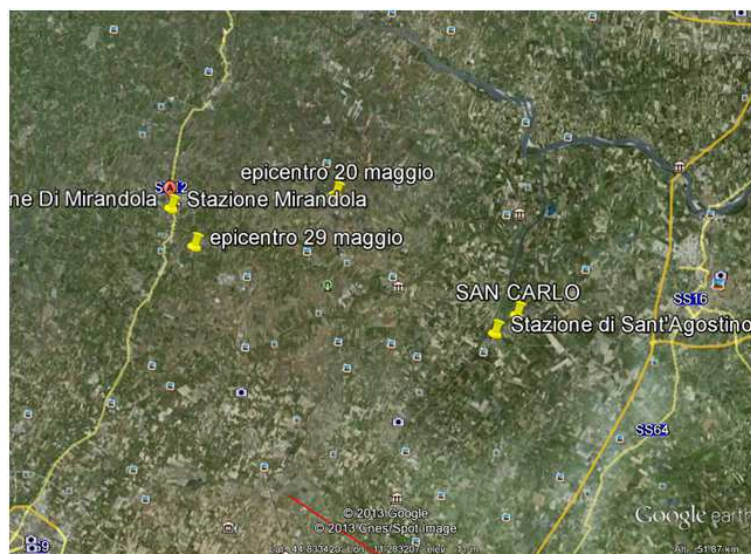 epicentro 20 maggio
ne Di Mirandola
Stazione Mirandola
epicentro 29 maggio
SAN CARLO
SS16
Stazione di Sant'Agostino
SS64
© 2013 Google
© 2013 Cnes/Spot Image
Google earth